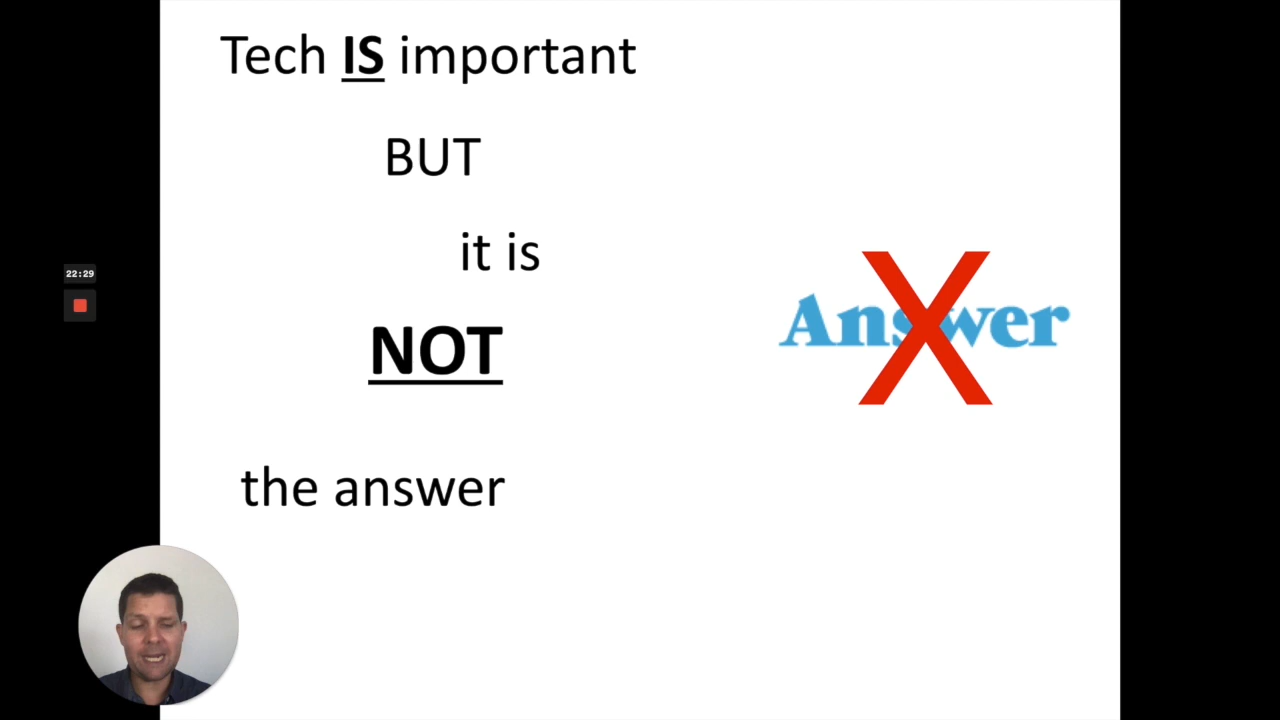 Tech IS important
BUT
it is
NOT
the answer
Answer
X
22:29